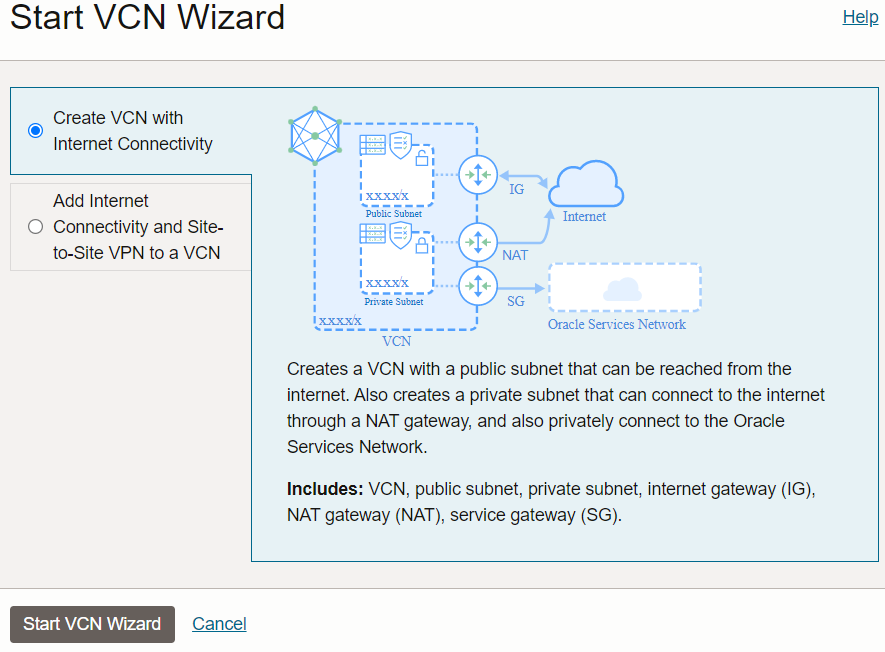 Start VCN Wizard
Help
Create VCN with
Internet Connectivity
Add Internet
Connectivity and Site-
to-Site VPN to a VCN
xxxx/x
Public Subnet
IG
Internet
NAT
xxxx/x
Private Subnet
SG
Oracle Services Network
xxxx/x
VCN
Creates a VCN with a public subnet that can be reached from the
internet. Also creates a private subnet that can connect to the internet
through a NAT gateway, and also privately connect to the Oracle
Services Network.
Includes: VCN, public subnet, private subnet, internet gateway (IG),
NAT gateway (NAT), service gateway (SG).
Start VCN Wizard
Cancel